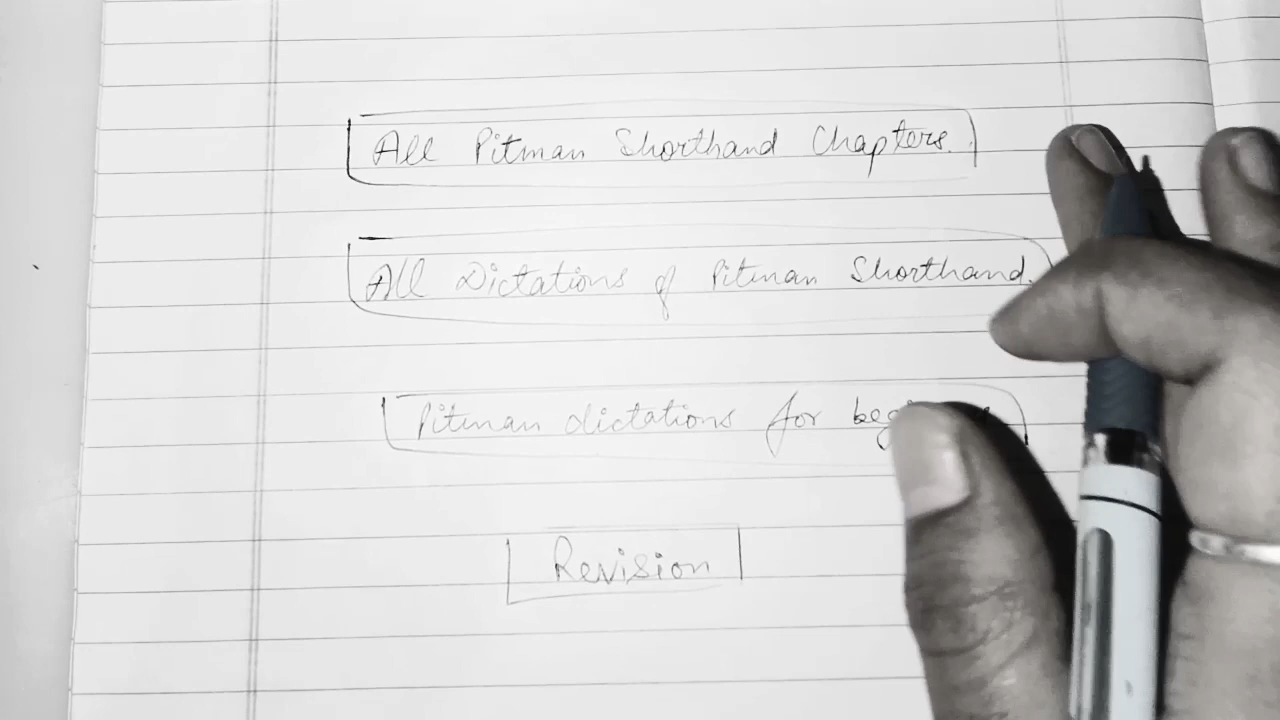 All Pitman Shorthand Chapters.
All Dictations of Pitman Shorthand.
Pitman dictations for
Revision